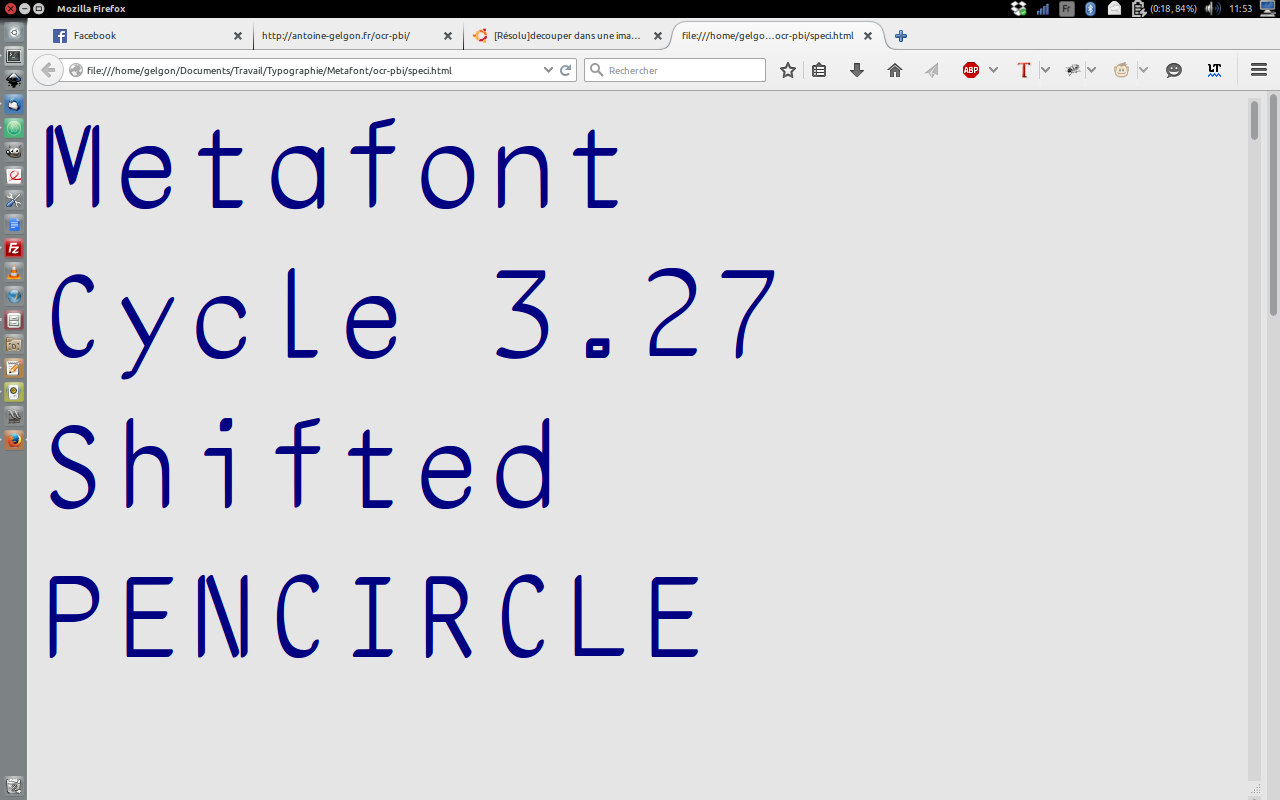 Mozilla Firefox
Fr
(0:18, 84%)
11:53
Facebook
http://antoine-gelgon.fr/ocr-pbi/
[Résolu]decouper dans une ima...
file:///home/gelgo...ocr-pbi/speci.html
file:///home/gelgon/Documents/Travail/Typographie/Metafont/ocr-pbi/speci.html
Rechercher
ABP
T
LT
Fz
Metafont
Cycle 3.27
Shifted
PENCIRCLE